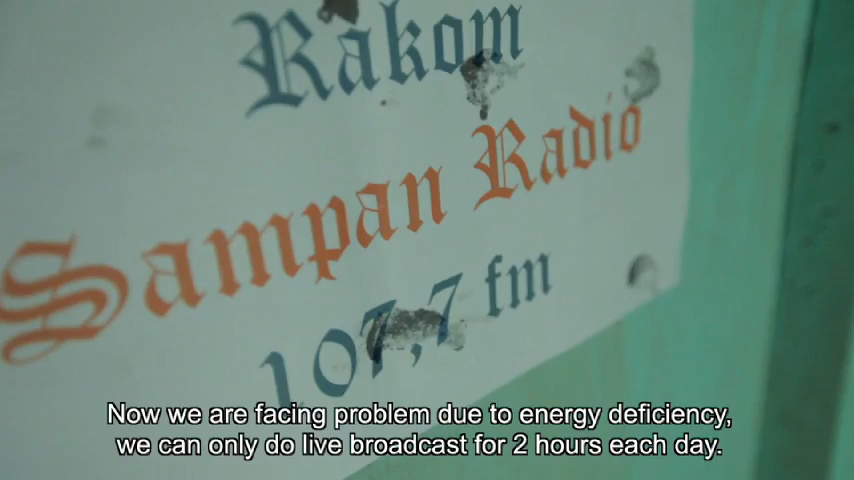 Rakom
Sampan Radio
107,7 fm
Now we are facing problem due to energy deficiency,
we can only do live broadcast for 2 hours each day.